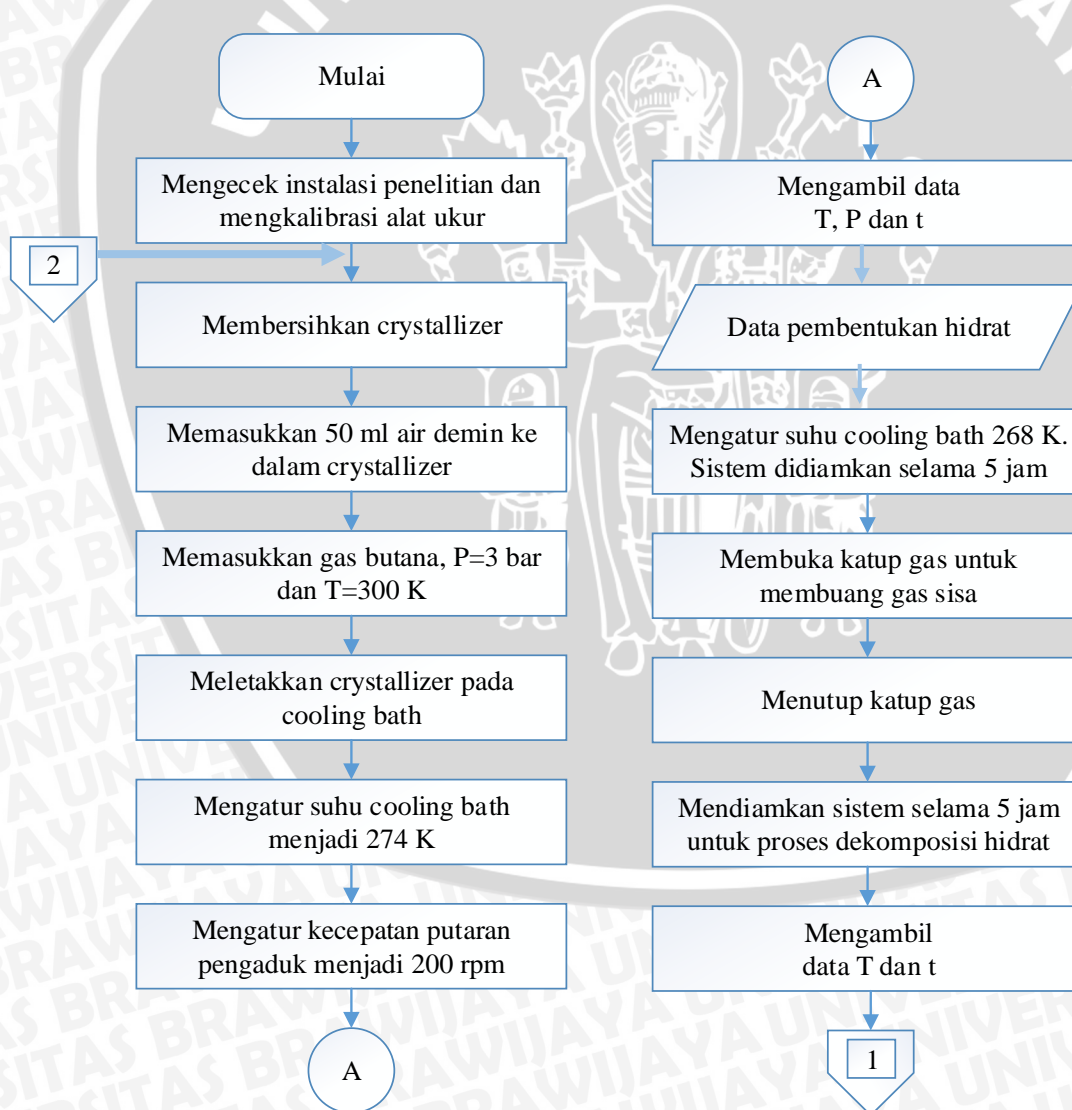 Mulai
Mengecek instalasi penelitian dan
mengkalibrasi alat ukur
2
Membersihkan crystallizer
Memasukkan 50 ml air demin ke
dalam crystallizer
Memasukkan gas butana, P=3 bar
dan T=300 K
Meletakkan crystallizer pada
cooling bath
Mengatur suhu cooling bath
menjadi 274 K
Mengatur kecepatan putaran
pengaduk menjadi 200 rpm
A
A
Mengambil data
T, P dan t
Data pembentukan hidrat
Mengatur suhu cooling bath 268 K.
Sistem didiamkan selama 5 jam
Membuka katup gas untuk
membuang gas sisa
Menutup katup gas
Mendiamkan sistem selama 5 jam
untuk proses dekomposisi hidrat
Mengambil
data T dan t
1